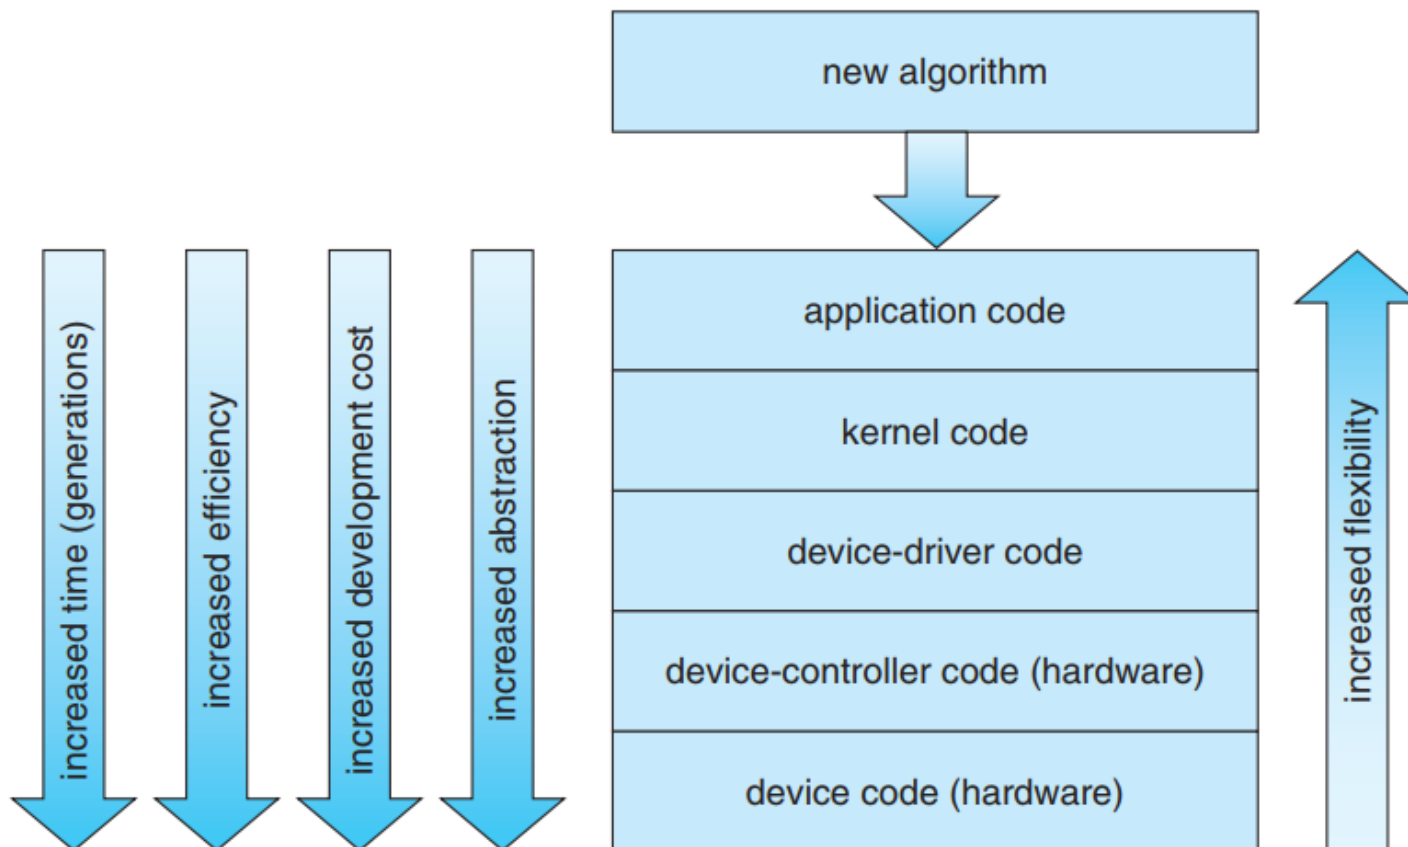 new algorithm
increased time (generations)
increased efficiency
increased development cost
increased abstraction
application code
kernel code
device-driver code
device-controller code (hardware)
device code (hardware)
increased flexibility